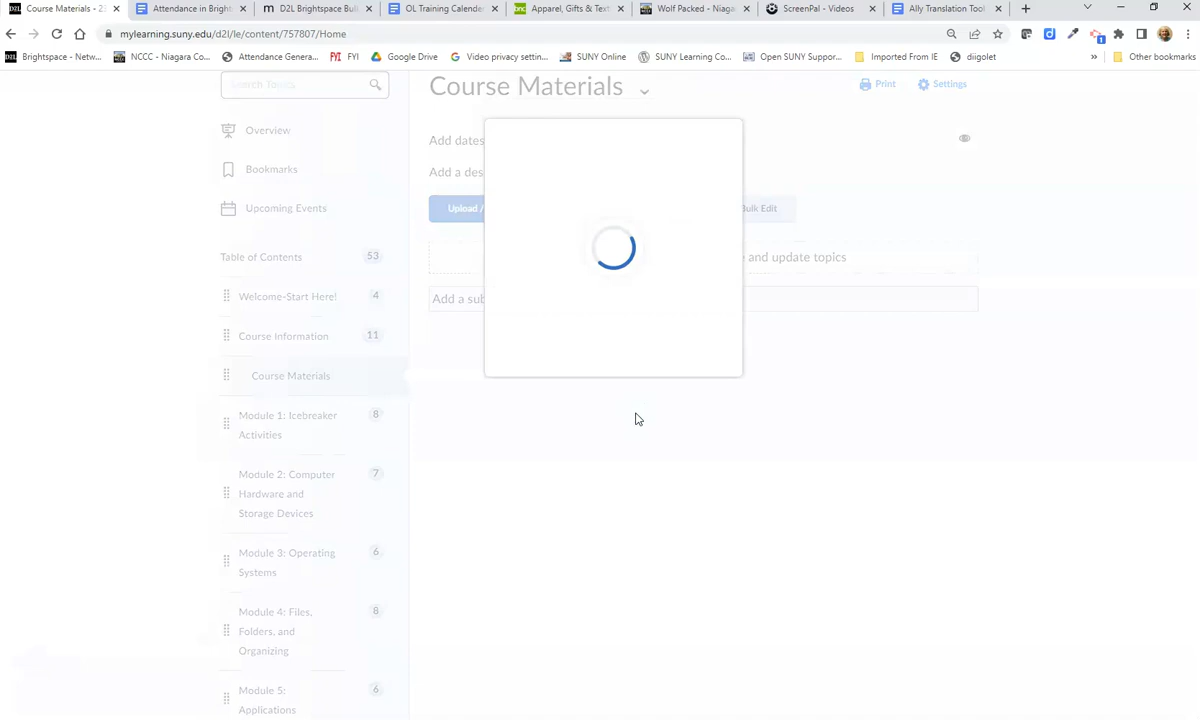 Course Materials - 2
Attendance in Bright
D2L Brightspace Bui
OL Training Calende
Apparel, Gifts & Text
Wolf Packed - Niaga
ScreenPal - Videos
Ally Translation Tool
mylearning.suny.edu/d2l/le/content/757807/Home
Brightspace - Netw...
NCCC - Niagara Co...
Attendance Genera...
FYI
Google Drive
Video privacy settin...
SUNY Online
SUNY Learning Co...
Open SUNY Suppor...
Imported From IE
diigolet
Other bookmarks
Search Topics
Course Materials
Print
Settings
Overview
Add dates
Bookmarks
Add a des
Upcoming Events
Upload /
Bulk Edit
Table of Contents 53
e and update topics
Welcome-Start Here! 4
Add a sub
Course Information 11
Course Materials
Module 1: Icebreaker 8
Activities
Module 2: Computer 7
Hardware and
Storage Devices
Module 3: Operating 6
Systems
Module 4: Files, 8
Folders, and
Organizing
Module 5: 6
Applications